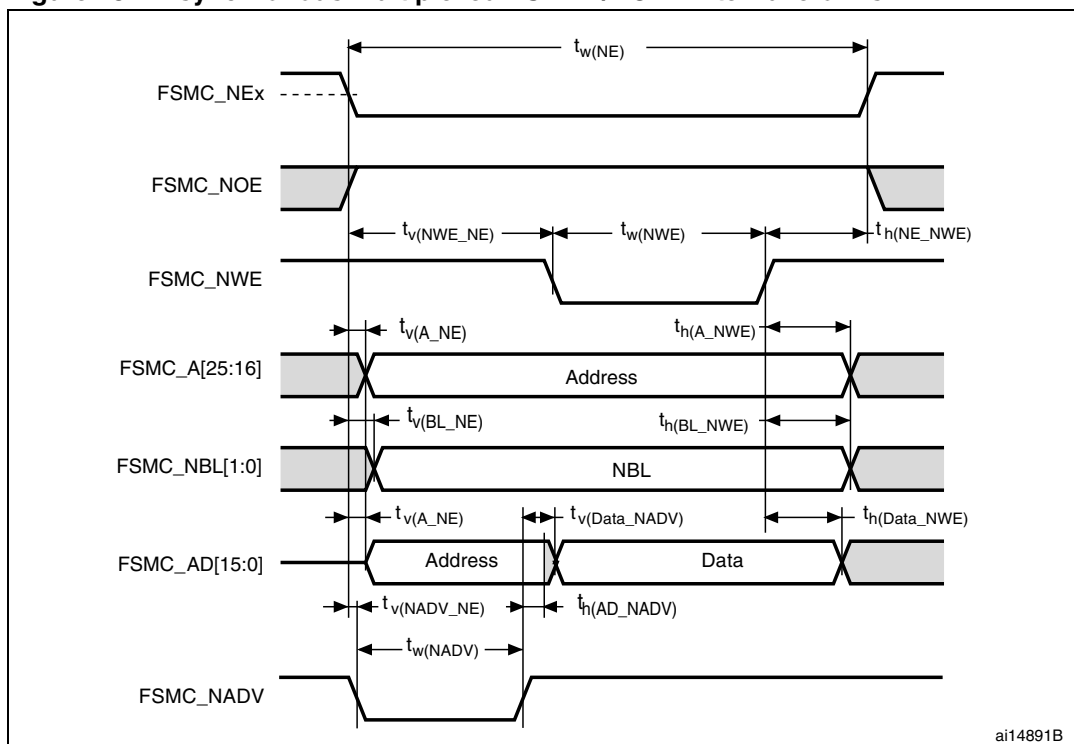 t_w(NE)
FSMC_NEx
FSMC_NOE
t_v(NWE_NE)
t_w(NWE)
t_h(NE_NWE)
FSMC_NWE
t_v(A_NE)
t_h(A_NWE)
FSMC_A[25:16]
Address
t_v(BL_NE)
t_h(BL_NWE)
FSMC_NBL[1:0]
NBL
t_v(A_NE)
t_v(Data_NADV)
t_h(Data_NWE)
FSMC_AD[15:0]
Address
Data
t_v(NADV_NE)
t_h(AD_NADV)
t_w(NADV)
FSMC_NADV
ai14891B